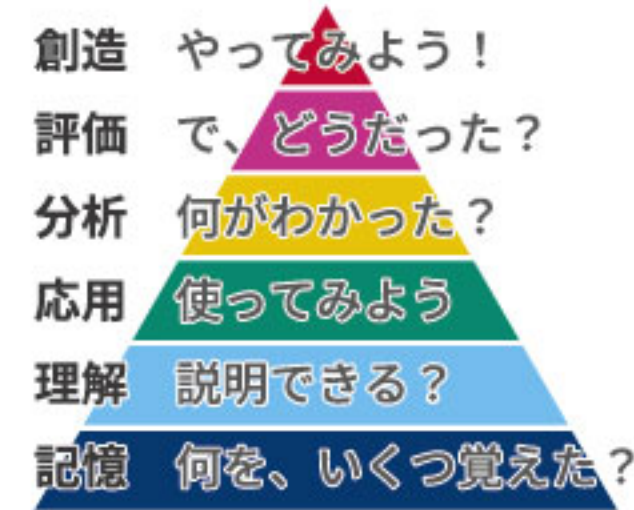 創造 やってみよう！
評価 で、どうだった？
分析 何がわかった？
応用 使ってみよう
理解 説明できる？
記憶 何を、いくつ覚えた？